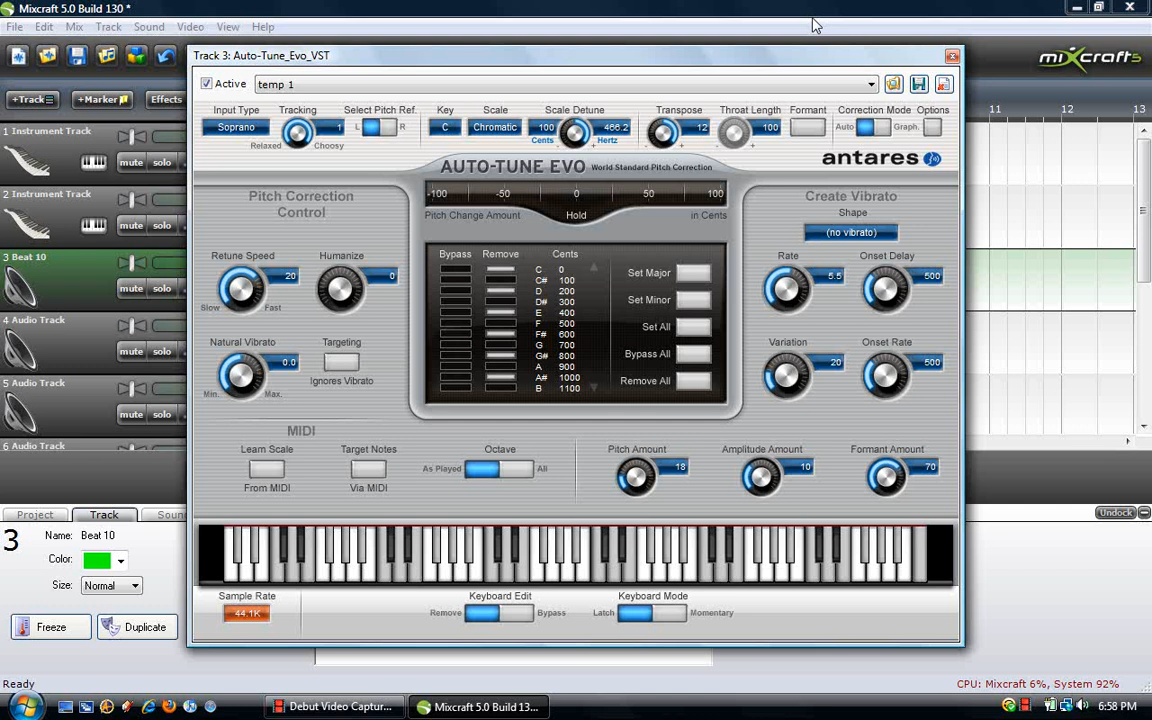 Mixcraft 5.0 Build 130 *
File Edit Mix Track Sound Video View Help
mixcraft5
+Track +Marker Effects
11 12 13
1 Instrument Track
mute solo
2 Instrument Track
mute solo
3 Beat 10
mute solo
4 Audio Track
mute solo
5 Audio Track
mute solo
6 Audio Track
Track 3: Auto-Tune_Evo_VST
Active temp 1
Input Type Tracking Select Pitch Ref. Key Scale Scale Detune Transpose Throat Length Formant Correction Mode Options
Soprano 1 L R C Chromatic 100 466.2 12 100 Auto Graph.
Relaxed Choosy Cents Hertz
AUTO-TUNE EVO World Standard Pitch Correction
antares
-100 -50 0 50 100
Pitch Change Amount Hold in Cents
Pitch Correction
Control
Retune Speed Humanize
20 0
Slow Fast
Natural Vibrato Targeting
0.0
Ignores Vibrato
Min. Max.
Bypass Remove Cents
C 0
C# 100
D 200
D# 300
E 400
F 500
F# 600
G 700
G# 800
A 900
A# 1000
B 1100
Set Major
Set Minor
Set All
Bypass All
Remove All
Create Vibrato
Shape
(no vibrato)
Rate Onset Delay
5.5 500
Variation Onset Rate
20 500
MIDI
Learn Scale Target Notes Octave
As Played All
From MIDI Via MIDI
Pitch Amount Amplitude Amount Formant Amount
18 10 70
Sample Rate Keyboard Edit Keyboard Mode
44.1K Remove Bypass Latch Momentary
Project Track Soun
Undock
3 Name: Beat 10
Color:
Size: Normal
Freeze Duplicate
Ready
CPU: Mixcraft 6%, System 92%
Debut Video Captur... Mixcraft 5.0 Build 13... 6:58 PM